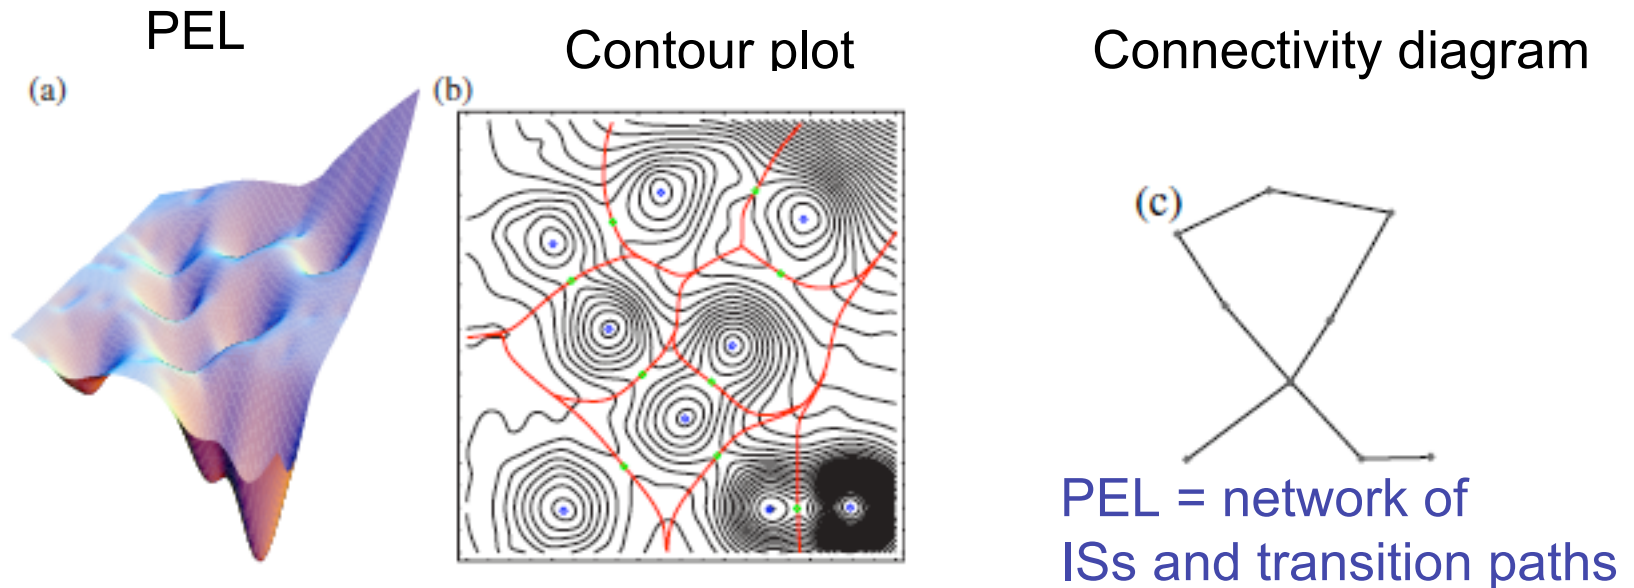 PEL
Contour plot
Connectivity diagram
(a)
(b)
(c)
PEL = network of
ISs and transition paths